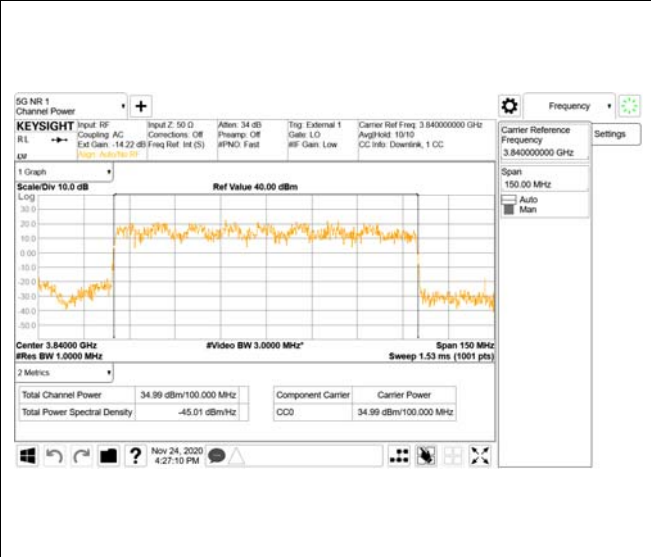 5G NR 1
Channel Power
Frequency
KEYSIGHT
Input: RF
Input Z: 50 Ω
Atten: 34 dB
Trig: External 1
Carrier Ref Freq: 3.840000000 GHz
RL
Coupling: AC
Corrections: Off
Preamp: Off
Gate: LO
Avg|Hold: 10/10
Ext Gain: -14.22 dB
Freq Ref: Int (S)
#PNO: Fast
#IF Gain: Low
CC Info: Downlink, 1 CC
Align: Auto/No RF
Carrier Reference
Frequency
3.840000000 GHz
Settings
Span
150.00 MHz
Auto
Man
1 Graph
Scale/Div 10.0 dB
Ref Value 40.00 dBm
Log
30.0
20.0
10.0
0.00
-10.0
-20.0
-30.0
-40.0
-50.0
Center 3.84000 GHz
#Video BW 3.0000 MHz*
Span 150 MHz
#Res BW 1.0000 MHz
Sweep 1.53 ms (1001 pts)
2 Metrics
Total Channel Power
34.99 dBm/100.000 MHz
Component Carrier
Carrier Power
Total Power Spectral Density
-45.01 dBm/Hz
CC0
34.99 dBm/100.000 MHz
?
Nov 24, 2020
4:27:10 PM